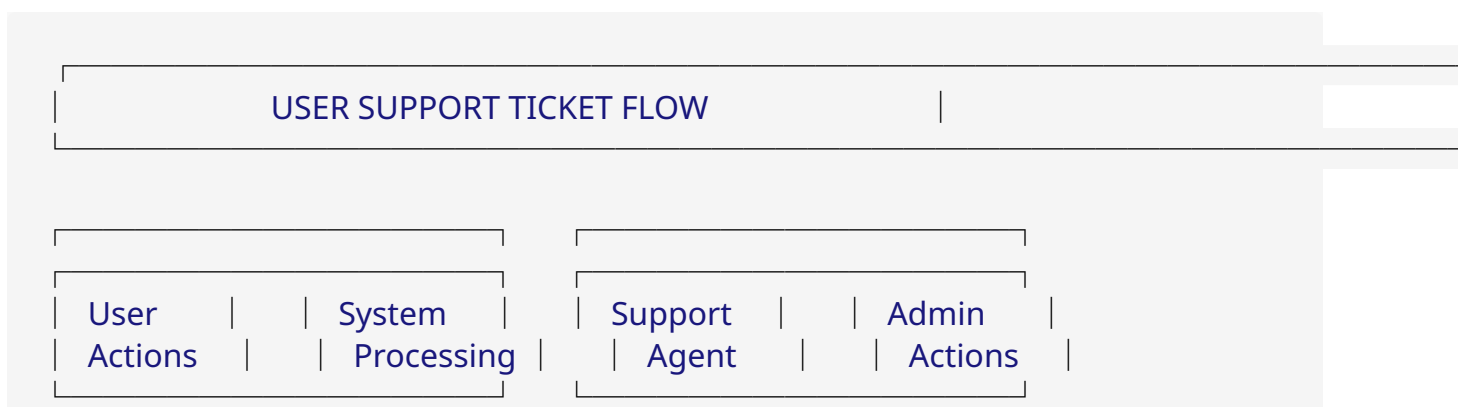 USER SUPPORT TICKET FLOW
User System Support Admin
Actions Processing Agent Actions